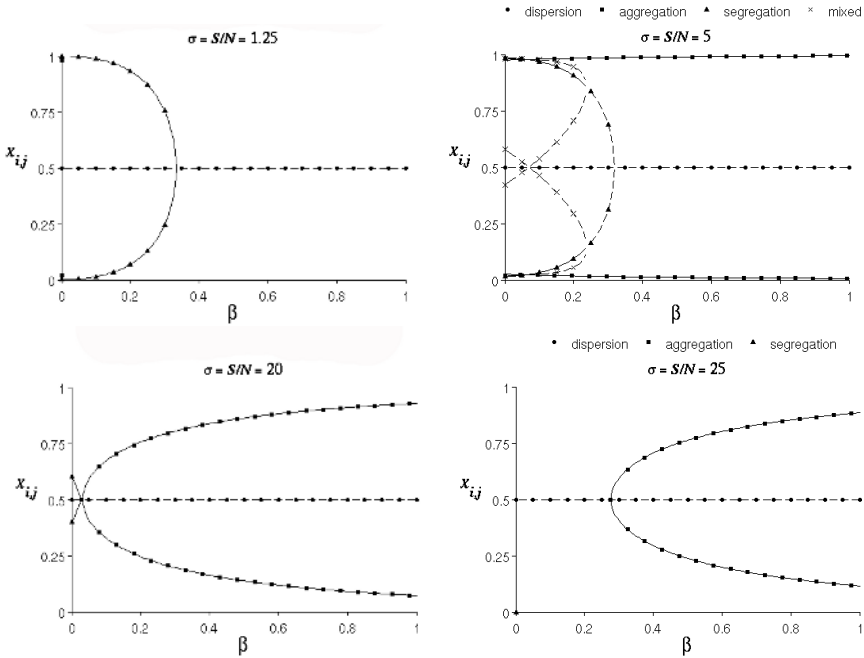 σ = S/N = 1.25
1
0.75
x_{i,j}
0.5
0.25
0
0 0.2 0.4 0.6 0.8 1
β
dispersion aggregation segregation mixed
σ = S/N = 5
1
0.75
x_{i,j}
0.5
0.25
0
0 0.2 0.4 0.6 0.8 1
β
σ = S/N = 20
1
0.75
x_{i,j}
0.5
0.25
0
0 0.2 0.4 0.6 0.8 1
β
dispersion aggregation segregation
σ = S/N = 25
1
0.75
x_{i,j}
0.5
0.25
0
0 0.2 0.4 0.6 0.8 1
β